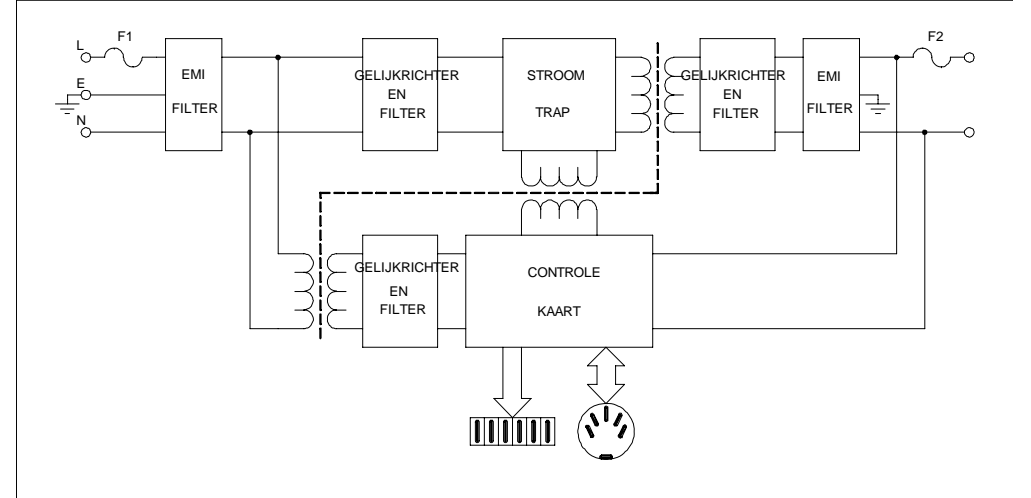 F1
L
E
N
EMI
FILTER
GELIJKRICHTER
EN
FILTER
STROOM
TRAP
GELIJKRICHTER
EN
FILTER
EMI
FILTER
F2
GELIJKRICHTER
EN
FILTER
CONTROLE
KAART